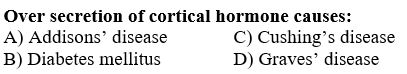 Over secretion of cortical hormone causes:
A) Addisons’ disease C) Cushing’s disease
B) Diabetes mellitus D) Graves’ disease